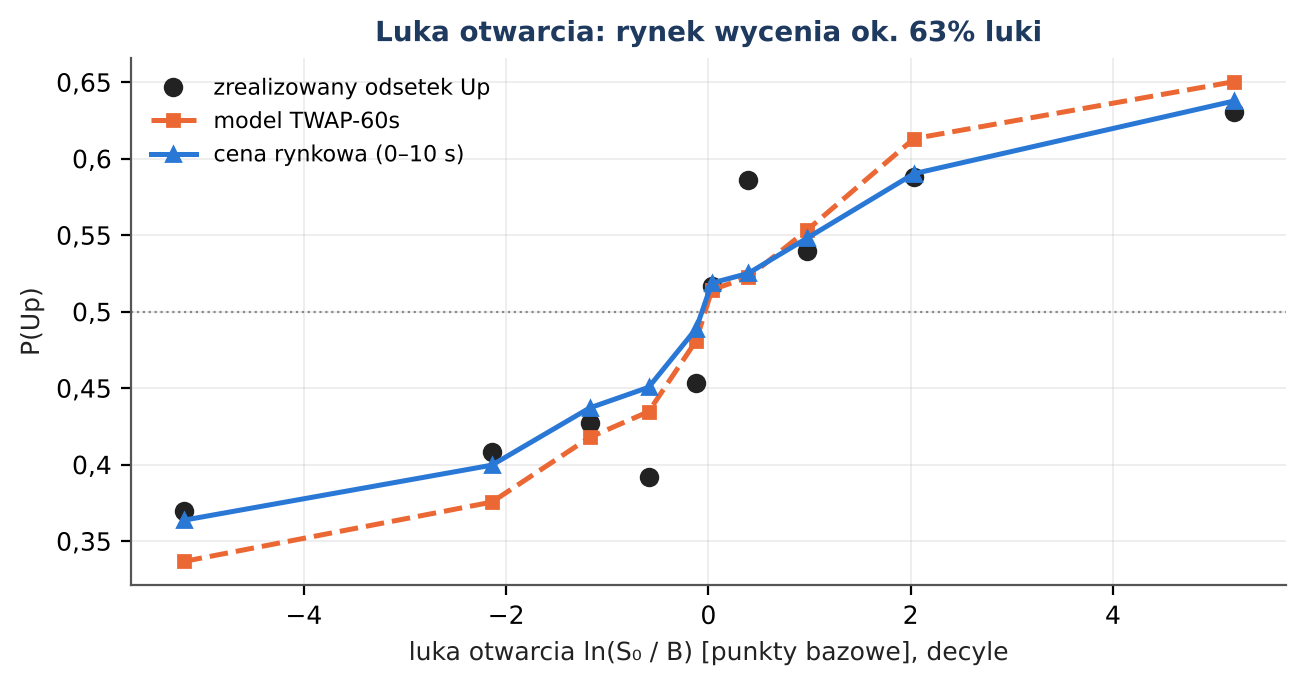 Luka otwarcia: rynek wycenia ok. 63% luki
zrealizowany odsetek Up
model TWAP-60s
cena rynkowa (0–10 s)
P(Up)
0,65
0,6
0,55
0,5
0,45
0,4
0,35
−4
−2
0
2
4
luka otwarcia ln(S₀ / B) [punkty bazowe], decyle